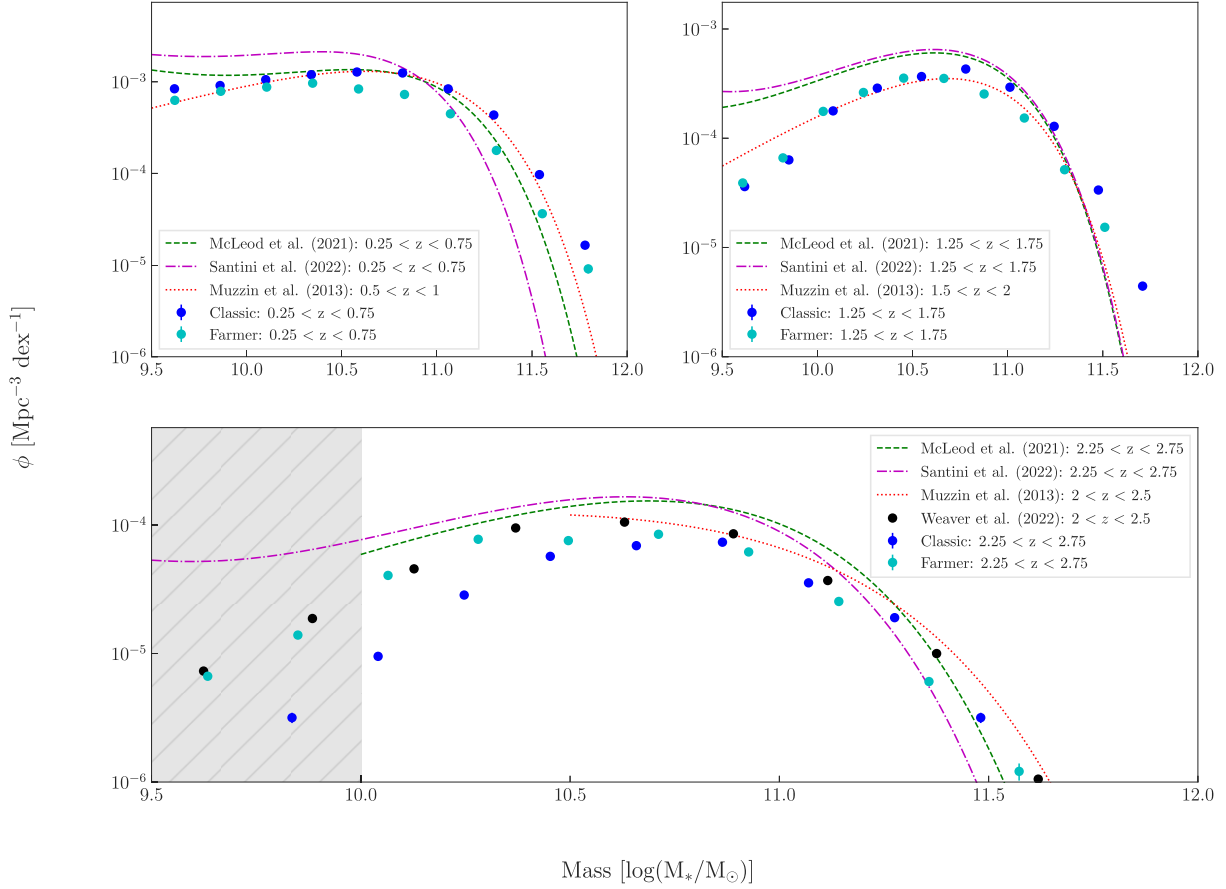 10⁻³
10⁻⁴
10⁻⁵
10⁻⁶
9.5 10.0 10.5 11.0 11.5 12.0
McLeod et al. (2021): 0.25 < z < 0.75
Santini et al. (2022): 0.25 < z < 0.75
Muzzin et al. (2013): 0.5 < z < 1
Classic: 0.25 < z < 0.75
Farmer: 0.25 < z < 0.75
10⁻³
10⁻⁴
10⁻⁵
10⁻⁶
9.5 10.0 10.5 11.0 11.5 12.0
McLeod et al. (2021): 1.25 < z < 1.75
Santini et al. (2022): 1.25 < z < 1.75
Muzzin et al. (2013): 1.5 < z < 2
Classic: 1.25 < z < 1.75
Farmer: 1.25 < z < 1.75
ϕ [Mpc⁻³ dex⁻¹]
10⁻⁴
10⁻⁵
10⁻⁶
9.5 10.0 10.5 11.0 11.5 12.0
McLeod et al. (2021): 2.25 < z < 2.75
Santini et al. (2022): 2.25 < z < 2.75
Muzzin et al. (2013): 2 < z < 2.5
Weaver et al. (2022): 2 < z < 2.5
Classic: 2.25 < z < 2.75
Farmer: 2.25 < z < 2.75
Mass [log(M∗/M⊙)]